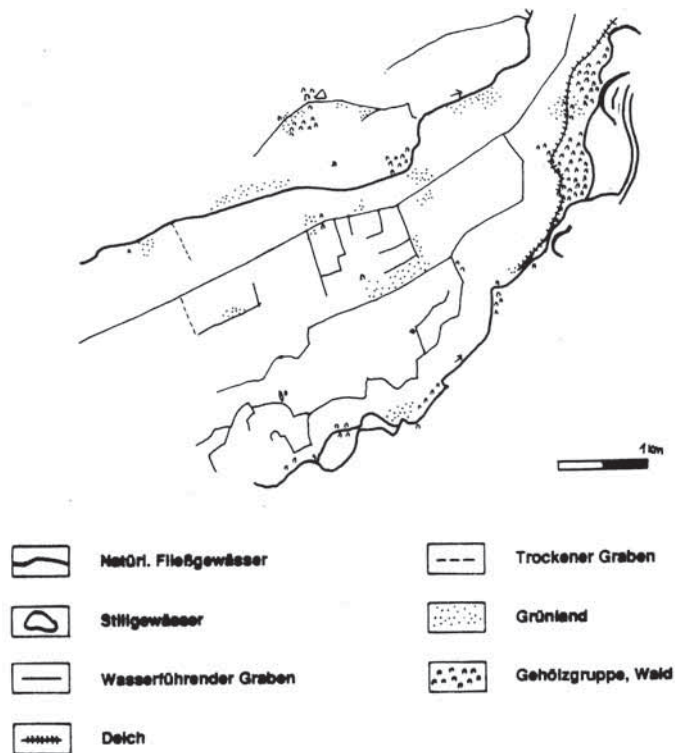 1 km
Natürl. Fließgewässer
Stillgewässer
Wasserführender Graben
Deich
Trockener Graben
Grünland
Gehölzgruppe, Wald